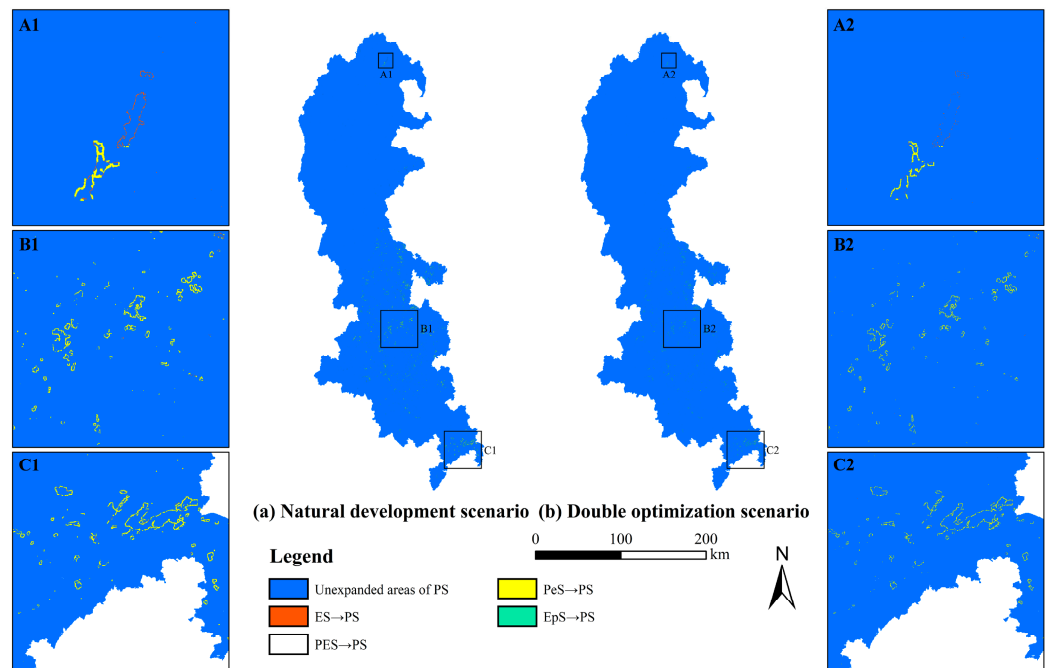 A1
A2
A1
A2
B1
B2
B1
B2
C1
C2
C1
C2
(a) Natural development scenario (b) Double optimization scenario
0 100 200
km
N
Legend
Unexpanded areas of PS
PeS→PS
ES→PS
EpS→PS
PES→PS